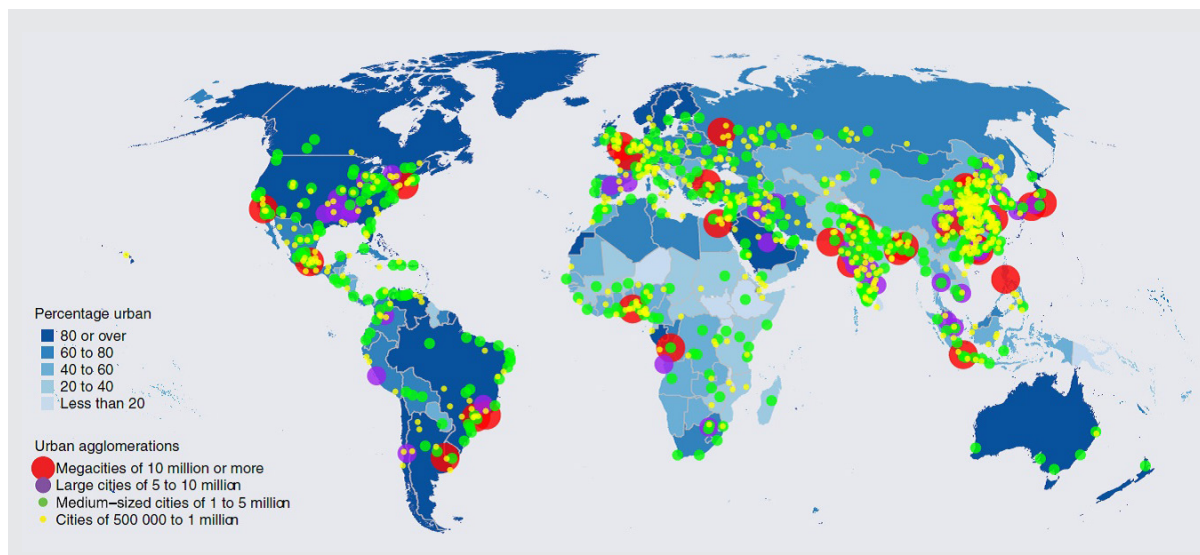 Percentage urban
80 or over
60 to 80
40 to 60
20 to 40
Less than 20
Urban agglomerations
Megacities of 10 million or more
Large cities of 5 to 10 million
Medium-sized cities of 1 to 5 million
Cities of 500 000 to 1 million